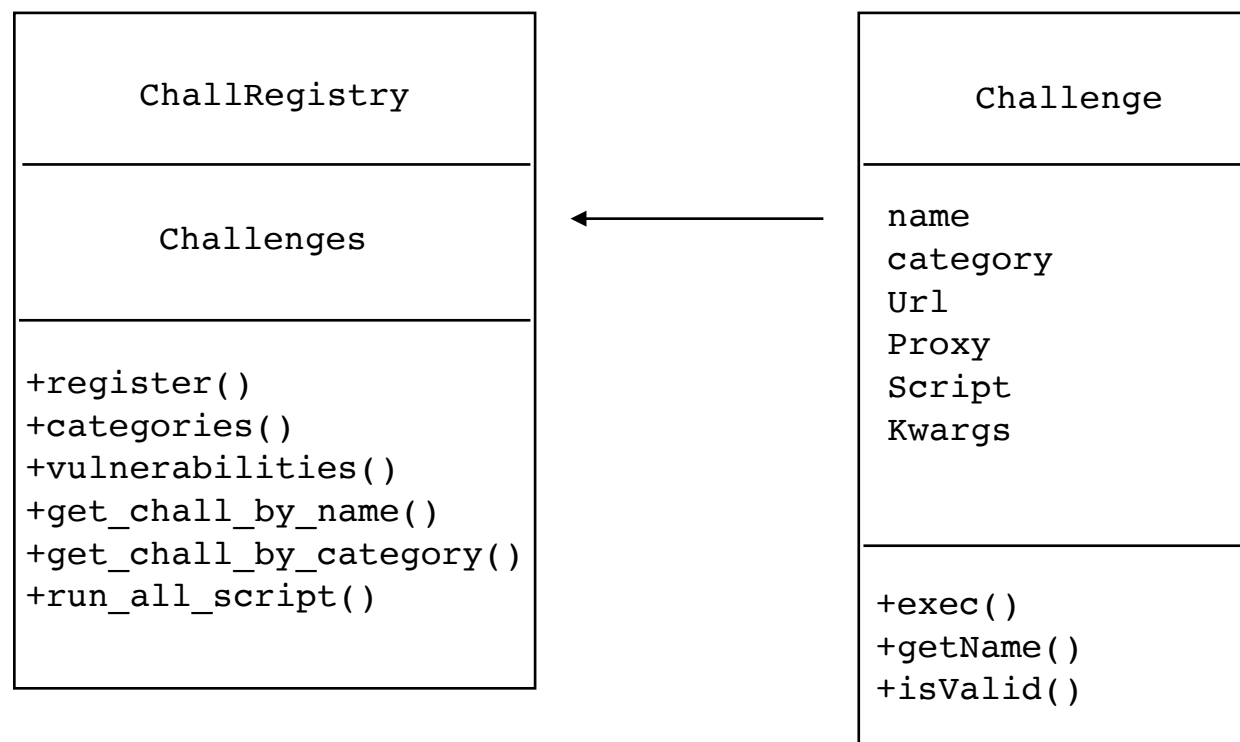 ChallRegistry
Challenges
+register()
+categories()
+vulnerabilities()
+get_chall_by_name()
+get_chall_by_category()
+run_all_script()
Challenge
name
category
Url
Proxy
Script
Kwargs
+exec()
+getName()
+isValid()